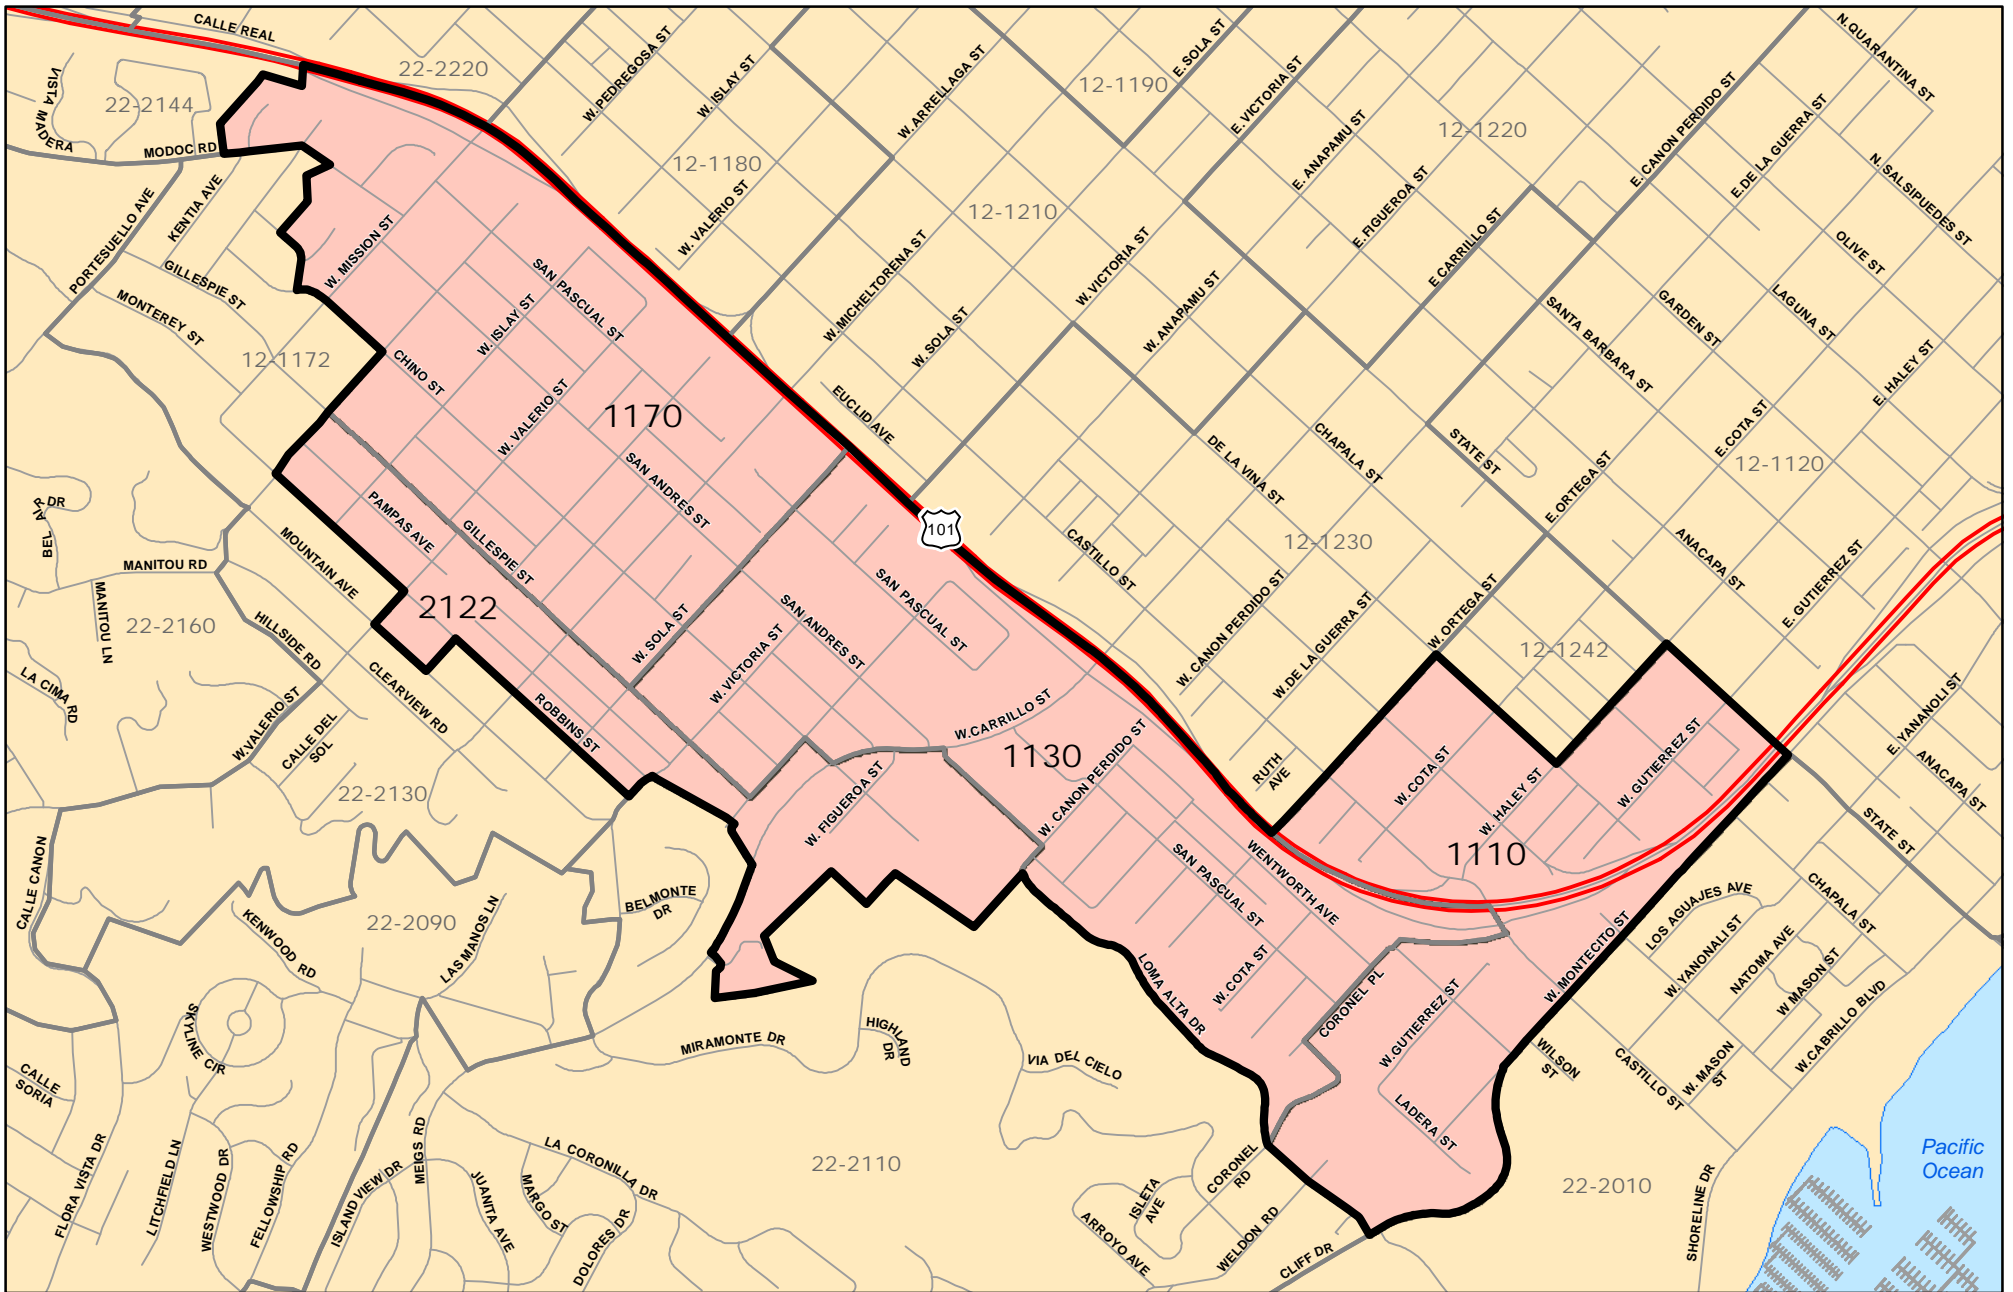 CALLE REAL
22-2220
W. PEDREGOSA ST
W. ISLAY ST
W. ARRELLAGA ST
12-1190
E. SOLA ST
E. VICTORIA ST
E. ANAPAMU ST
12-1220
E. FIGUEROA ST
E. CANON PERDIDO ST
E. DE LA GUERRA ST
N. QUARANTINA ST
N. SALSIPUEDES ST
VISTA MADERA
22-2144
MODOC RD
PORTESUELLO AVE
KENTIA AVE
GILLESPIE ST
MONTEREY ST
12-1172
W. MISSION ST
12-1180
W. VALERIO ST
12-1210
W. MICHELTORENA ST
W. SOLA ST
W. VICTORIA ST
W. ANAPAMU ST
E. CARRILLO ST
OLIVE ST
LAGUNA ST
GARDEN ST
SANTA BARBARA ST
E. HALEY ST
SAN PASCUAL ST
W. ISLAY ST
CHINO ST
W. VALERIO ST
1170
EUCLID AVE
SAN ANDRES ST
DE LA VINA ST
CHAPALA ST
STATE ST
E. COTA ST
12-1120
E. ORTEGA ST
BEL AIR DR
MANITOU RD
MANITOU LN
22-2160
LA CIMA RD
MOUNTAIN AVE
HILLSIDE RD
PAMPAS AVE
GILLESPIE ST
2122
CLEARVIEW RD
101
CASTILLO ST
12-1230
ANACAPA ST
E. GUTIERREZ ST
SAN PASCUAL ST
SAN ANDRES ST
W. SOLA ST
W. VICTORIA ST
W. CANON PERDIDO ST
W. DE LA GUERRA ST
W. ORTEGA ST
12-1242
W. VALERIO ST
CALLE DEL
SOL
ROBBINS ST
W. CARRILLO ST
1130
W. CANON PERDIDO ST
RUTH
AVE
W. COTA ST
W. HALEY ST
W. GUTIERREZ ST
E. YANANOLI ST
ANACAPA ST
STATE ST
22-2130
W. FIGUEROA ST
1110
CALLE CANON
22-2090
KENWOOD RD
LAS MANOS LN
BELMONTE
DR
SAN PASCUAL ST
WENTWORTH AVE
LOS AGUAJES AVE
CHAPALA ST
W. YANONALI ST
NATOMA AVE
W MASON ST
W. CABRILLO BLVD
W. COTA ST
LOMA ALTA DR
CORONEL PL
W. MONTECITO ST
W. GUTIERREZ ST
SKYLINE CIR
MIRAMONTE DR
HIGHLAND
DR
VIA DEL CIELO
WILSON
ST
CASTILLO ST
W. MASON
ST
CALLE
SORIA
LADERA ST
FLORA VISTA DR
LITCHFIELD LN
WESTWOOD DR
FELLOWSHIP RD
ISLAND VIEW DR
MEIGS RD
JUANITA AVE
MARGO ST
LA CORONILLA DR
DOLORES DR
22-2110
ISLETA
AVE
CORONEL
RD
ARROYO AVE
WELDON RD
CLIFF DR
22-2010
SHORELINE DR
Pacific
Ocean